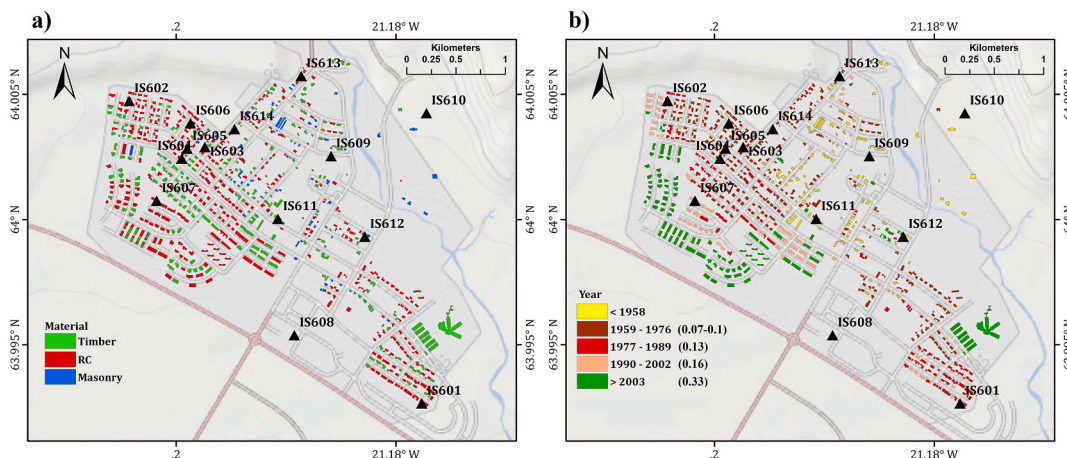 a)
.2
21.18° W
N
Kilometers
0 0.25 0.5 1
64.005° N
64° N
63.995° N
IS613
IS602
IS606
IS614
IS610
IS605
IS604
IS603
IS609
IS607
IS611
IS612
IS608
IS601
Material
Timber
RC
Masonry
.2
21.18° W
b)
.2
21.18° W
N
Kilometers
0 0.25 0.5 1
64.005° N
64° N
63.995° N
IS613
IS602
IS606
IS614
IS610
IS605
IS604
IS603
IS609
IS607
IS611
IS612
IS608
IS601
Year
< 1958
1959 - 1976 (0.07-0.1)
1977 - 1989 (0.13)
1990 - 2002 (0.16)
> 2003 (0.33)
.2
21.18° W